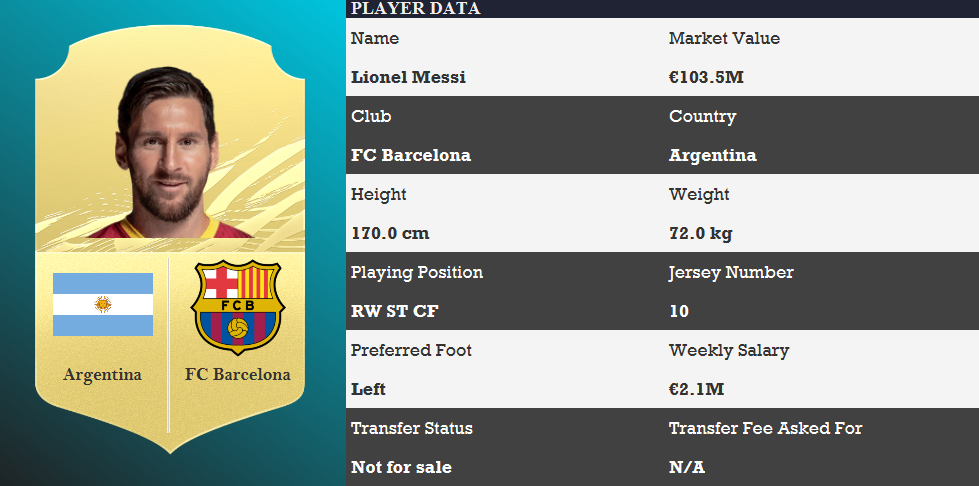 PLAYER DATA
Name Market Value
Lionel Messi €103.5M
Club Country
FC Barcelona Argentina
Height Weight
170.0 cm 72.0 kg
Playing Position Jersey Number
RW ST CF 10
Preferred Foot Weekly Salary
Left €2.1M
Transfer Status Transfer Fee Asked For
Not for sale N/A
FCB
Argentina FC Barcelona